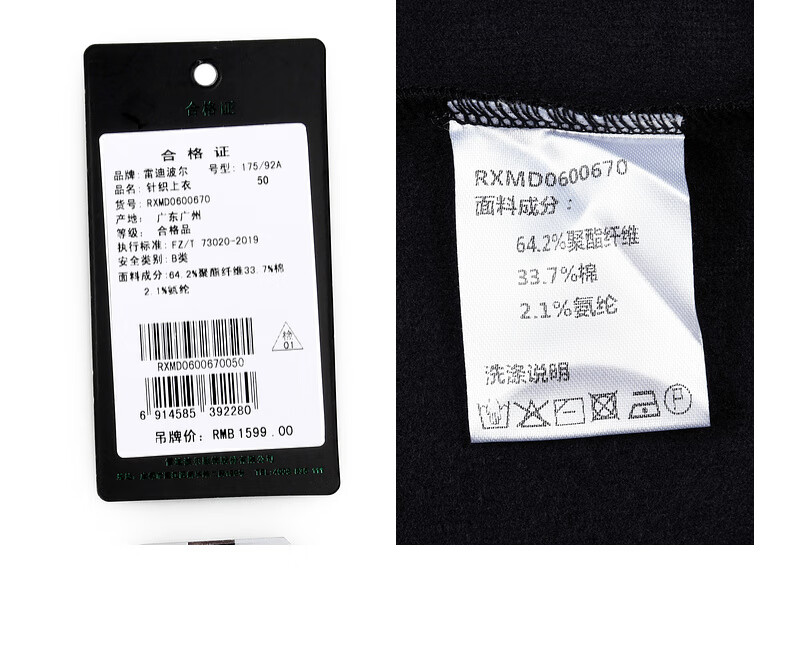 合格证
合格证
品牌: 雷迪波尔 号型: 175/92A
品名: 针织上衣 50
货号: RXMD0600670
产地: 广东广州
等级: 合格品
执行标准: FZ/T 73020-2019
安全类别: B类
面料成分:64.2%聚酯纤维33.7%棉
2.1%氨纶
检
01
RXMD0600670050
6 914585 392280
吊牌价: RMB 1599 .00
RXMD0600670
面料成分：
64.2%聚酯纤维
33.7%棉
2.1%氨纶
洗涤说明
P